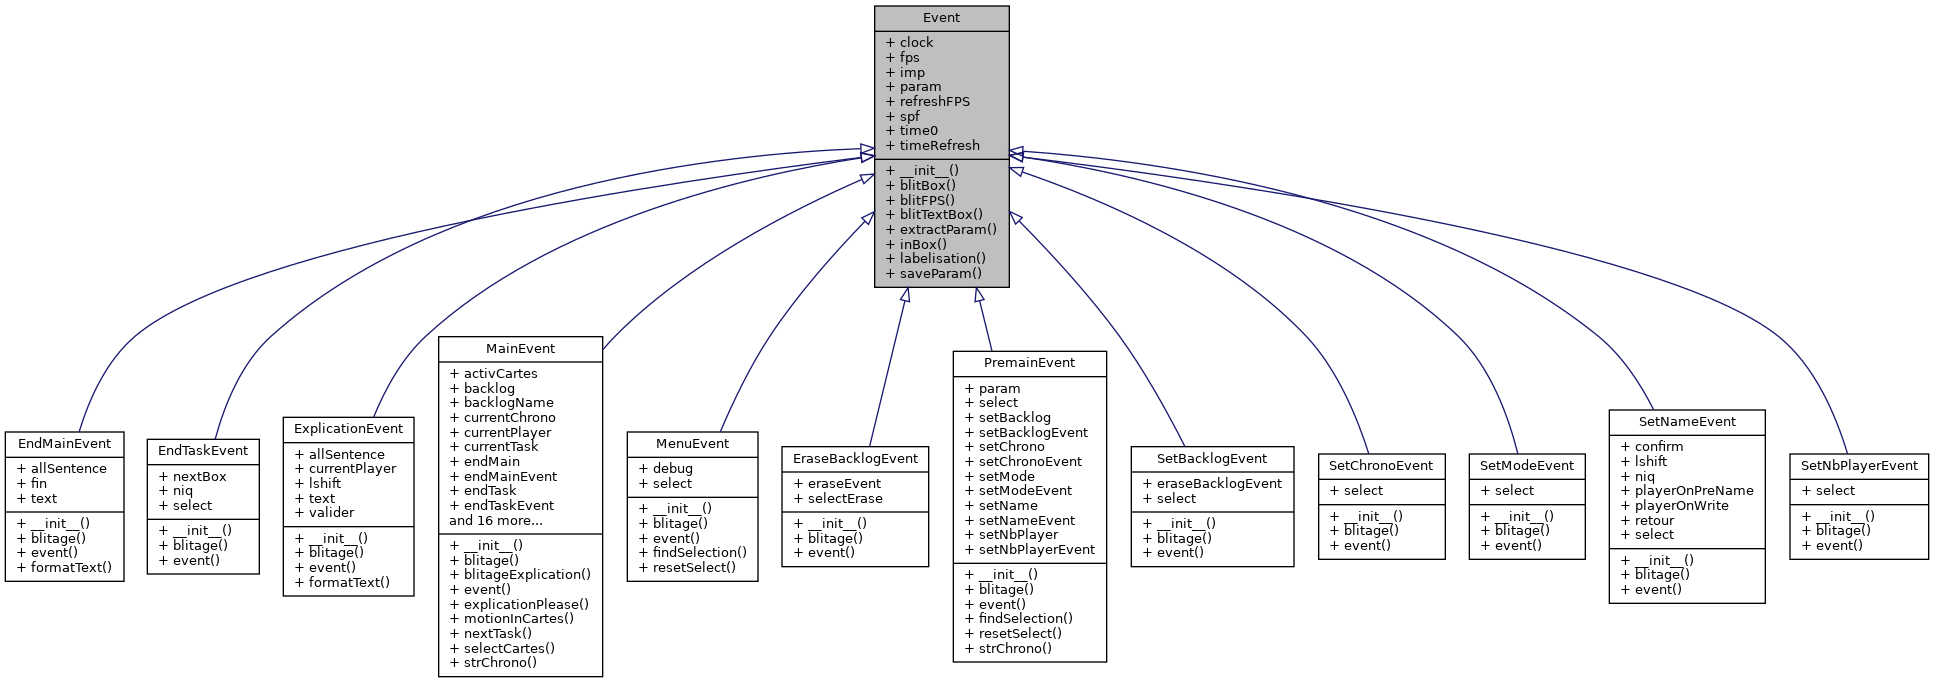 Event
+ clock
+ fps
+ imp
+ param
+ refreshFPS
+ spf
+ time0
+ timeRefresh
+ __init__()
+ blitBox()
+ blitFPS()
+ blitTextBox()
+ extractParam()
+ inBox()
+ labelisation()
+ saveParam()
EndMainEvent
+ allSentence
+ fin
+ text
+ __init__()
+ blitage()
+ event()
+ formatText()
EndTaskEvent
+ nextBox
+ niq
+ select
+ __init__()
+ blitage()
+ event()
ExplicationEvent
+ allSentence
+ currentPlayer
+ lshift
+ text
+ valider
+ __init__()
+ blitage()
+ event()
+ formatText()
MainEvent
+ activCartes
+ backlog
+ backlogName
+ currentChrono
+ currentPlayer
+ currentTask
+ endMain
+ endMainEvent
+ endTask
+ endTaskEvent
and 16 more...
+ __init__()
+ blitage()
+ blitageExplication()
+ event()
+ explicationPlease()
+ motionInCartes()
+ nextTask()
+ selectCartes()
+ strChrono()
MenuEvent
+ debug
+ select
+ __init__()
+ blitage()
+ event()
+ findSelection()
+ resetSelect()
EraseBacklogEvent
+ eraseEvent
+ selectErase
+ __init__()
+ blitage()
+ event()
PremainEvent
+ param
+ select
+ setBacklog
+ setBacklogEvent
+ setChrono
+ setChronoEvent
+ setMode
+ setModeEvent
+ setName
+ setNameEvent
+ setNbPlayer
+ setNbPlayerEvent
+ __init__()
+ blitage()
+ event()
+ findSelection()
+ resetSelect()
+ strChrono()
SetBacklogEvent
+ eraseBacklogEvent
+ select
+ __init__()
+ blitage()
+ event()
SetChronoEvent
+ select
+ __init__()
+ blitage()
+ event()
SetModeEvent
+ select
+ __init__()
+ blitage()
+ event()
SetNameEvent
+ confirm
+ lshift
+ niq
+ playerOnPreName
+ playerOnWrite
+ retour
+ select
+ __init__()
+ blitage()
+ event()
SetNbPlayerEvent
+ select
+ __init__()
+ blitage()
+ event()